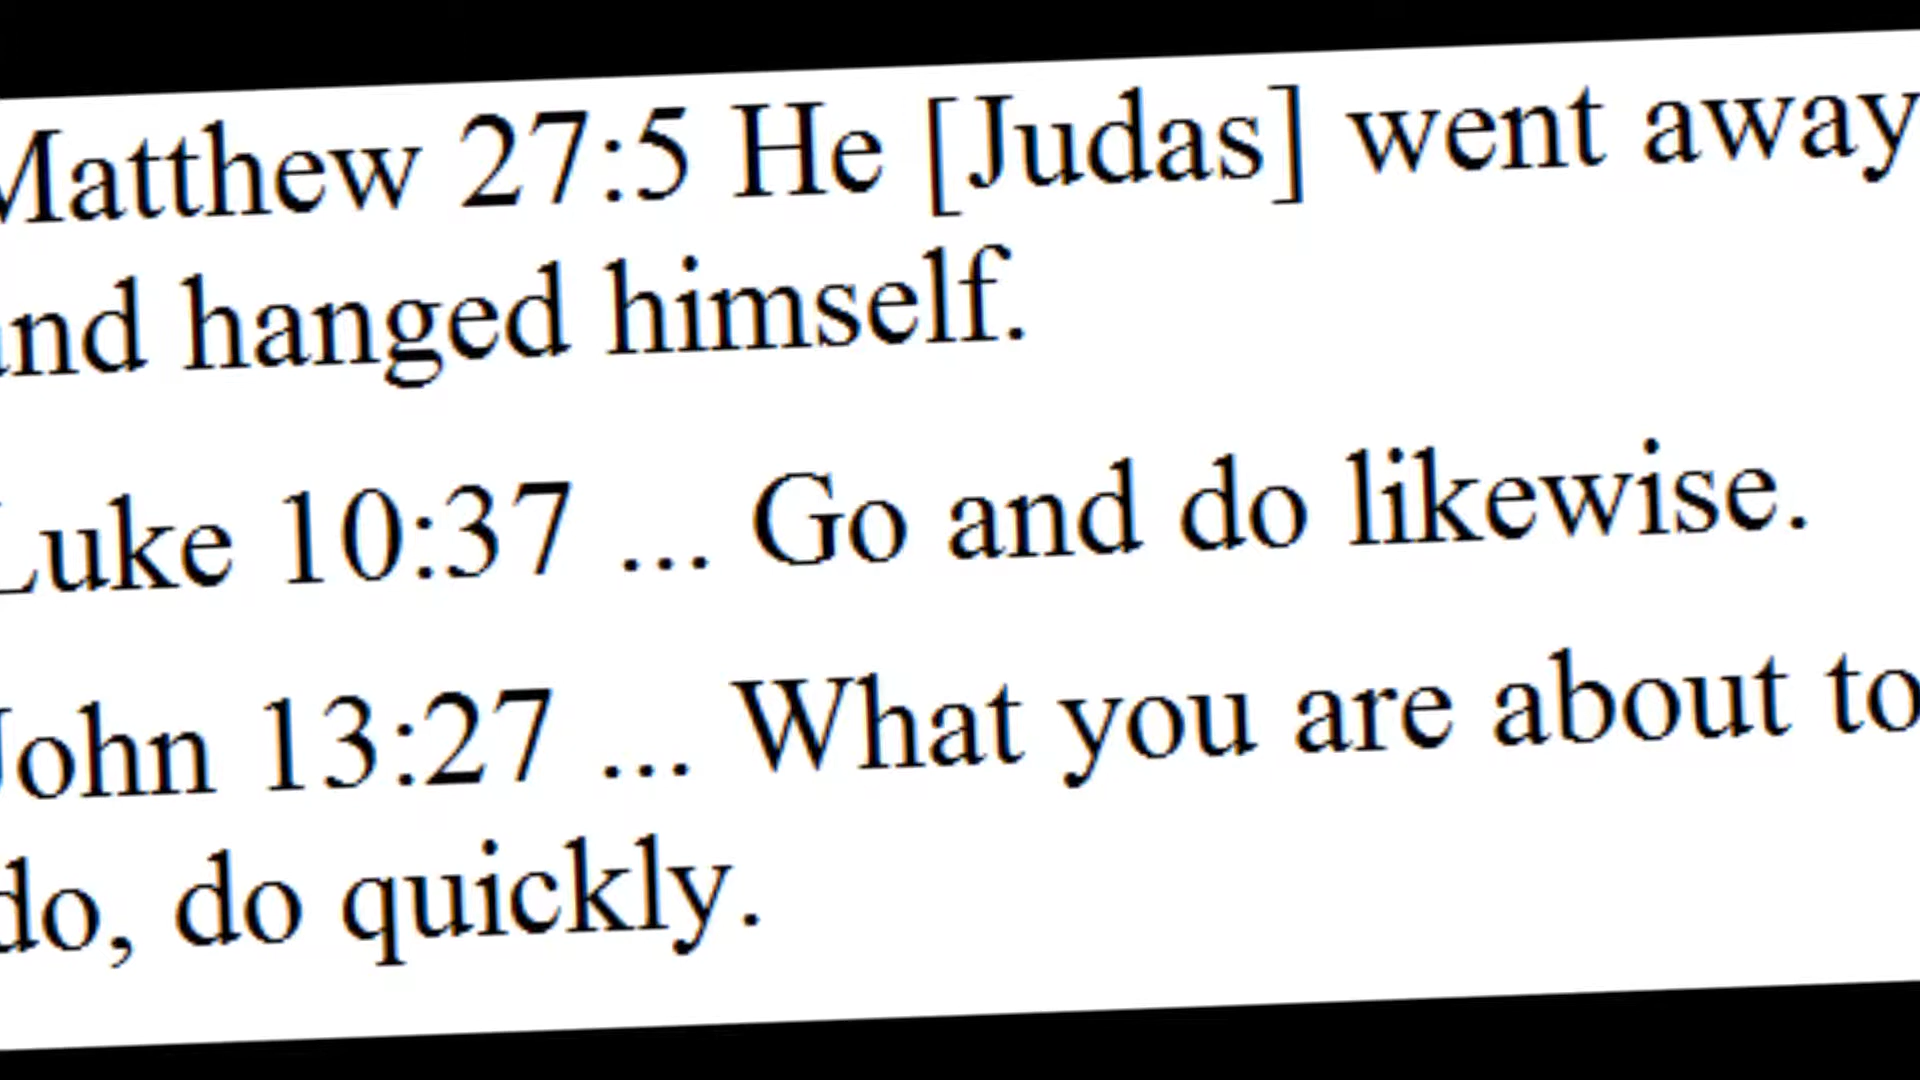 Matthew 27:5 He [Judas] went away
and hanged himself.
Luke 10:37 ... Go and do likewise.
John 13:27 ... What you are about to
do, do quickly.